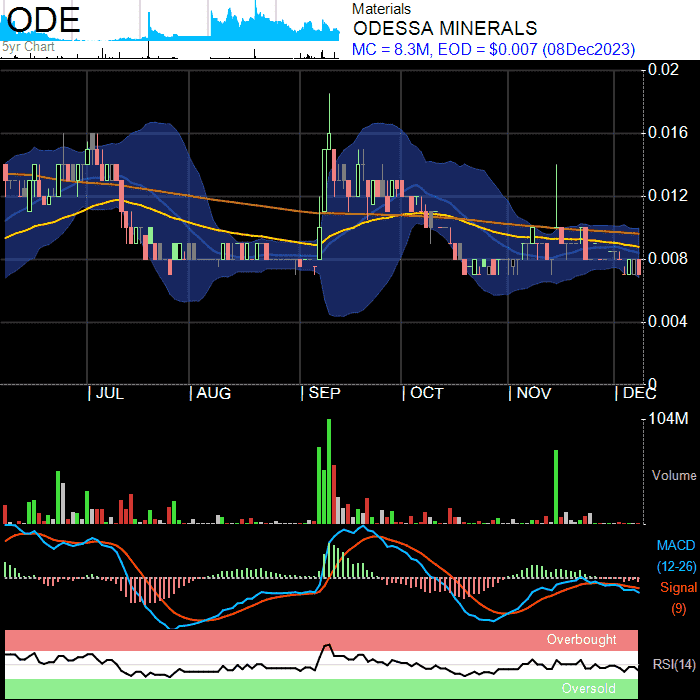 ODE
5yr Chart
Materials
ODESSA MINERALS
MC = 8.3M, EOD = $0.007 (08Dec2023)
0.02
0.016
0.012
0.008
0.004
0
JUL AUG SEP OCT NOV DEC
104M
Volume
MACD
(12-26)
Signal
(9)
Overbought
RSI(14)
Oversold